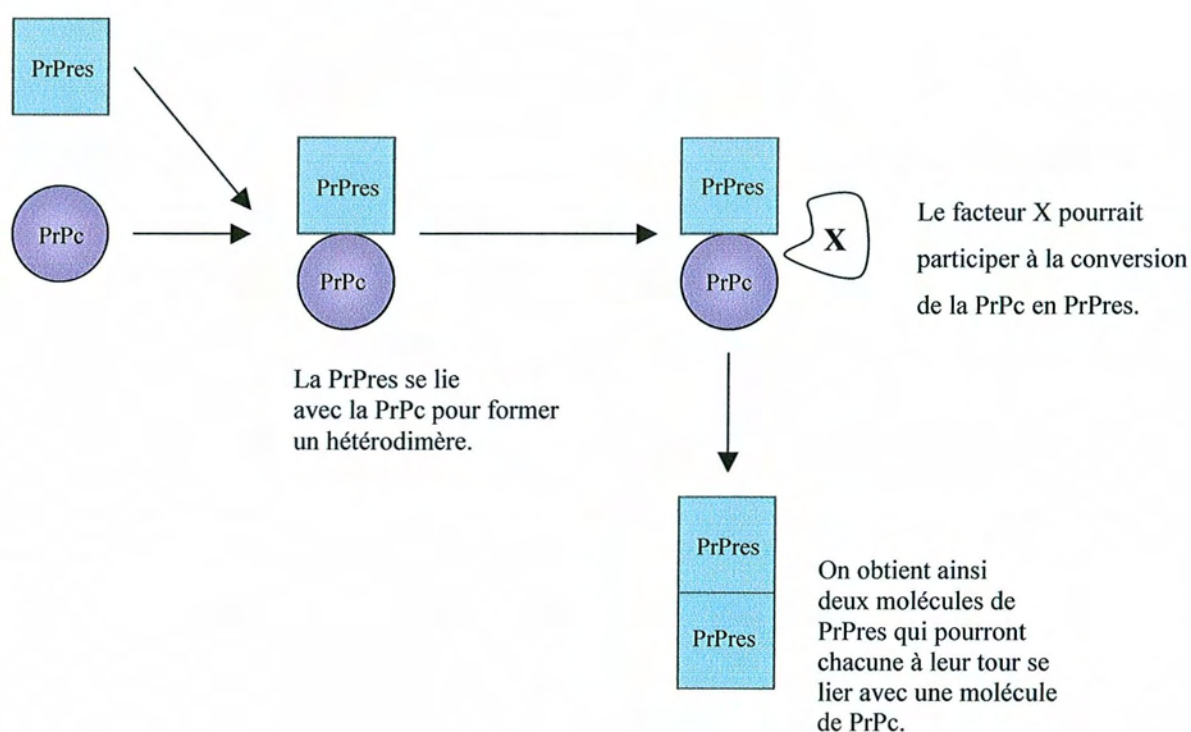 PrPres
PrPc
PrPres
PrPc
La PrPres se lie
avec la PrPc pour former
un hétérodimère.
PrPres
PrPc
X
Le facteur X pourrait
participer à la conversion
de la PrPc en PrPres.
PrPres
PrPres
On obtient ainsi
deux molécules de
PrPres qui pourront
chacune à leur tour se
lier avec une molécule
de PrPc.